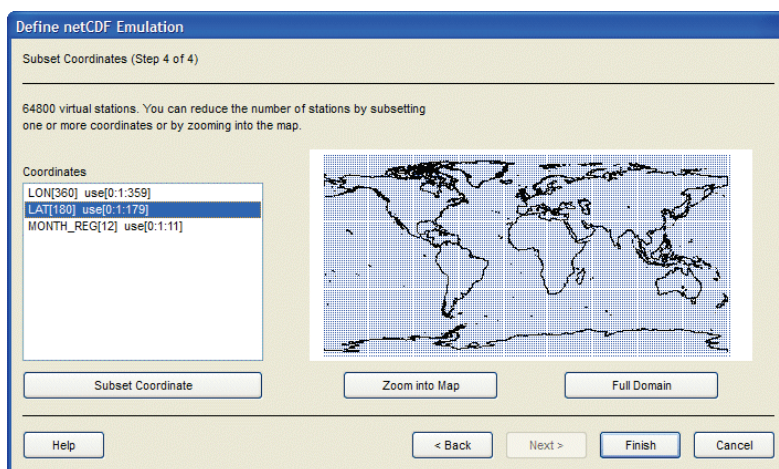 Define netCDF Emulation
Subset Coordinates (Step 4 of 4)
64800 virtual stations. You can reduce the number of stations by subsetting
one or more coordinates or by zooming into the map.
Coordinates
LON[360] use[0:1:359]
LAT[180] use[0:1:179]
MONTH_REG[12] use[0:1:11]
Subset Coordinate
Zoom into Map
Full Domain
Help
< Back
Next >
Finish
Cancel